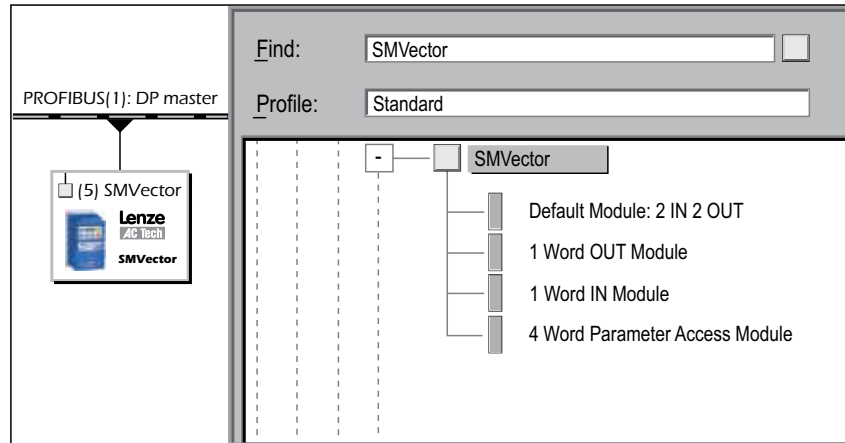 PROFIBUS(1): DP master
(5) SMVector
Lenze
AC Tech
SMVector
Find: SMVector
Profile: Standard
- SMVector
Default Module: 2 IN 2 OUT
1 Word OUT Module
1 Word IN Module
4 Word Parameter Access Module